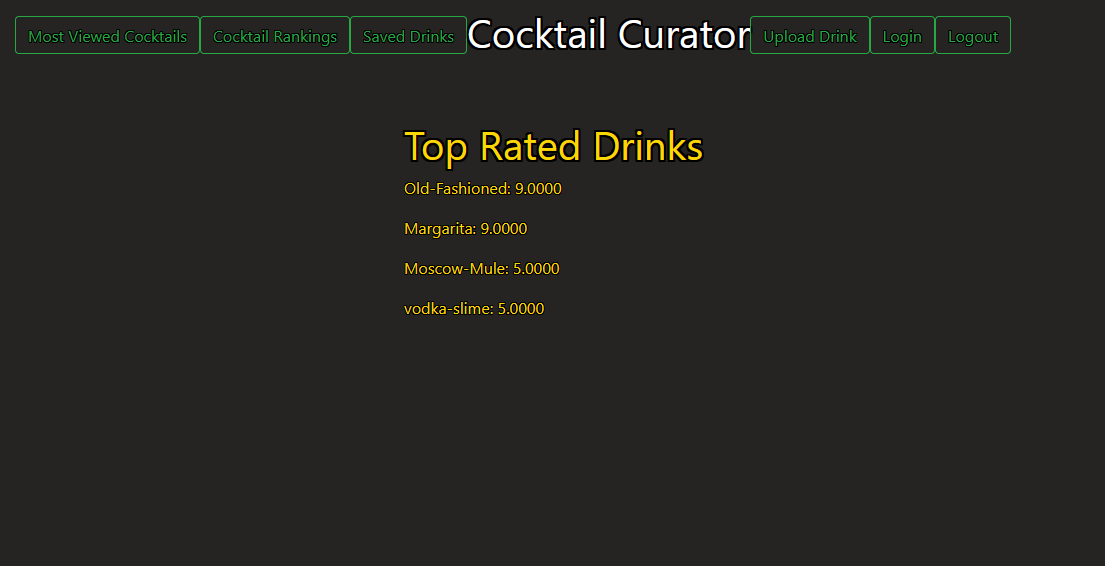 Most Viewed Cocktails Cocktail Rankings Saved Drinks Cocktail Curator Upload Drink Login Logout
Top Rated Drinks
Old-Fashioned: 9.0000
Margarita: 9.0000
Moscow-Mule: 5.0000
vodka-slime: 5.0000